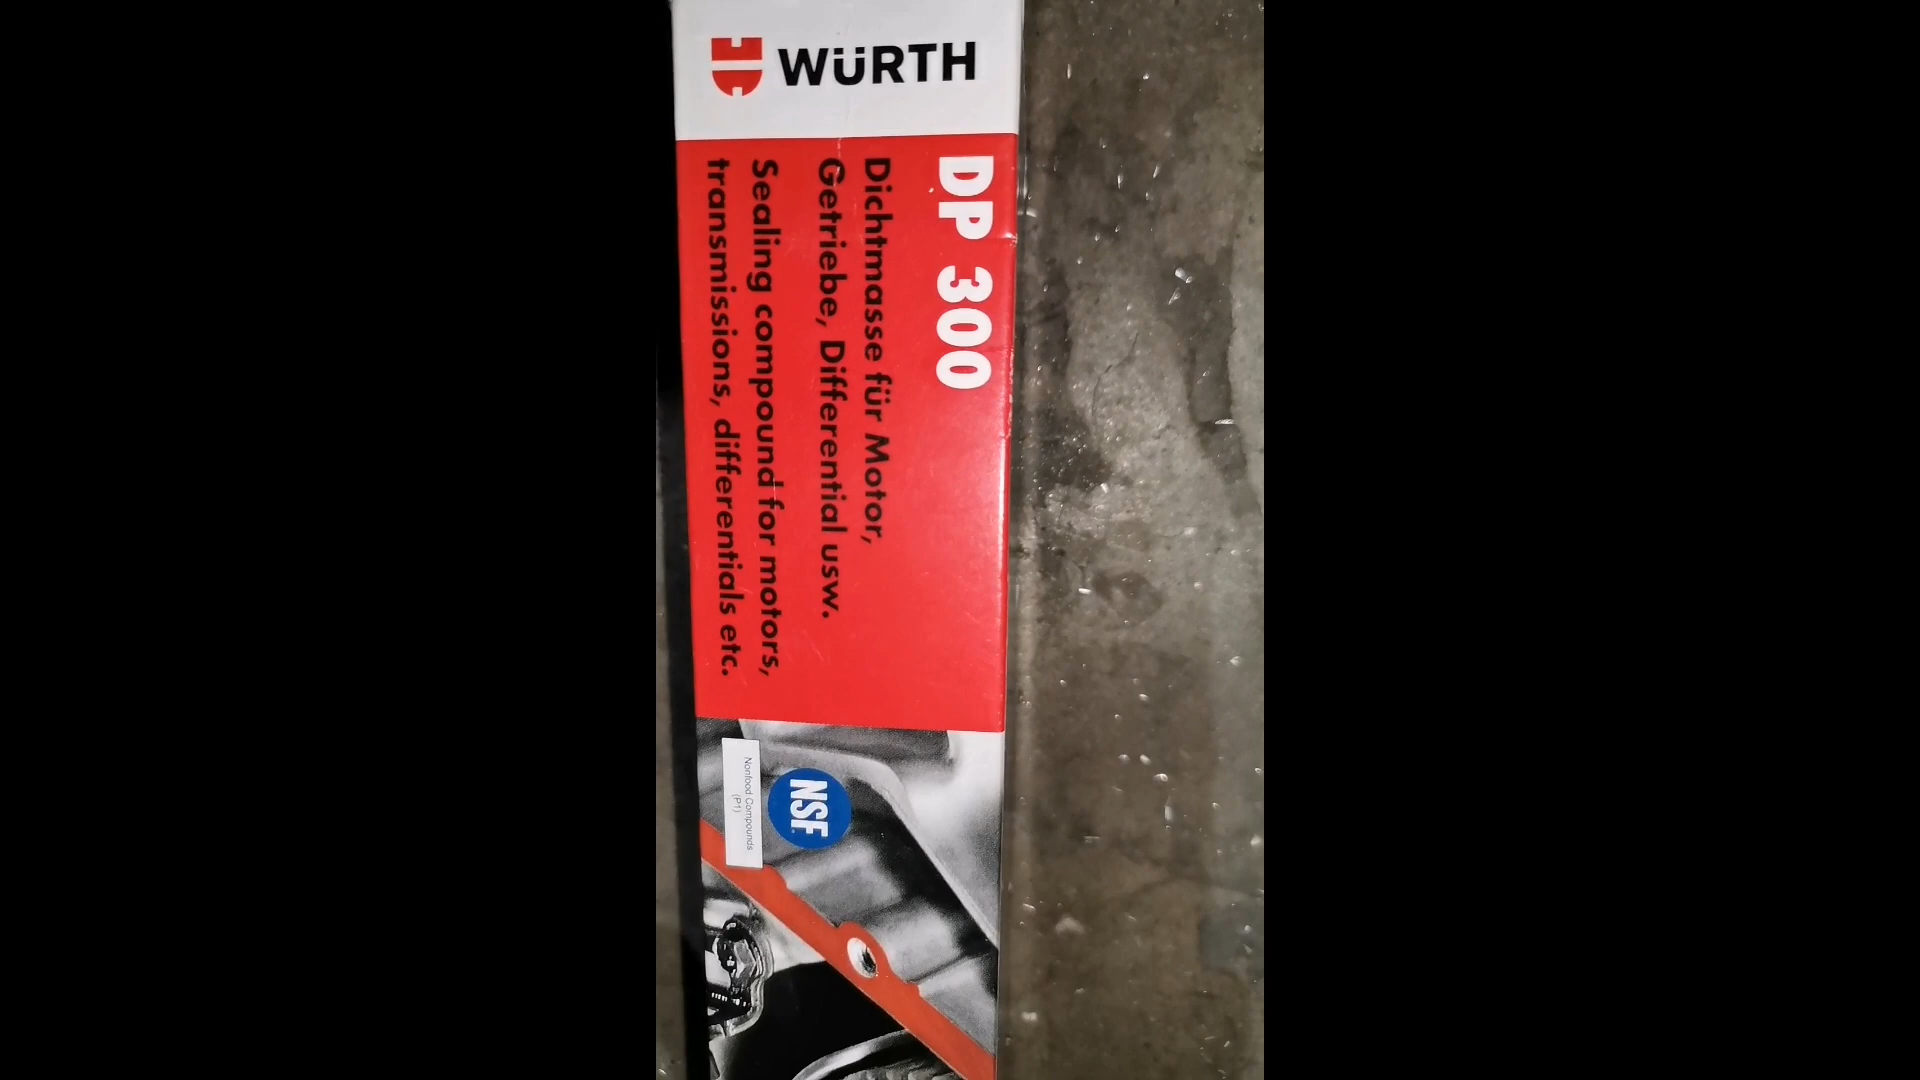 WÜRTH
DP 300
Dichtmasse für Motor,
Getriebe, Differential usw.
Sealing compound for motors,
transmissions, differentials etc.
NSF
Nonfood Compounds
(P1)